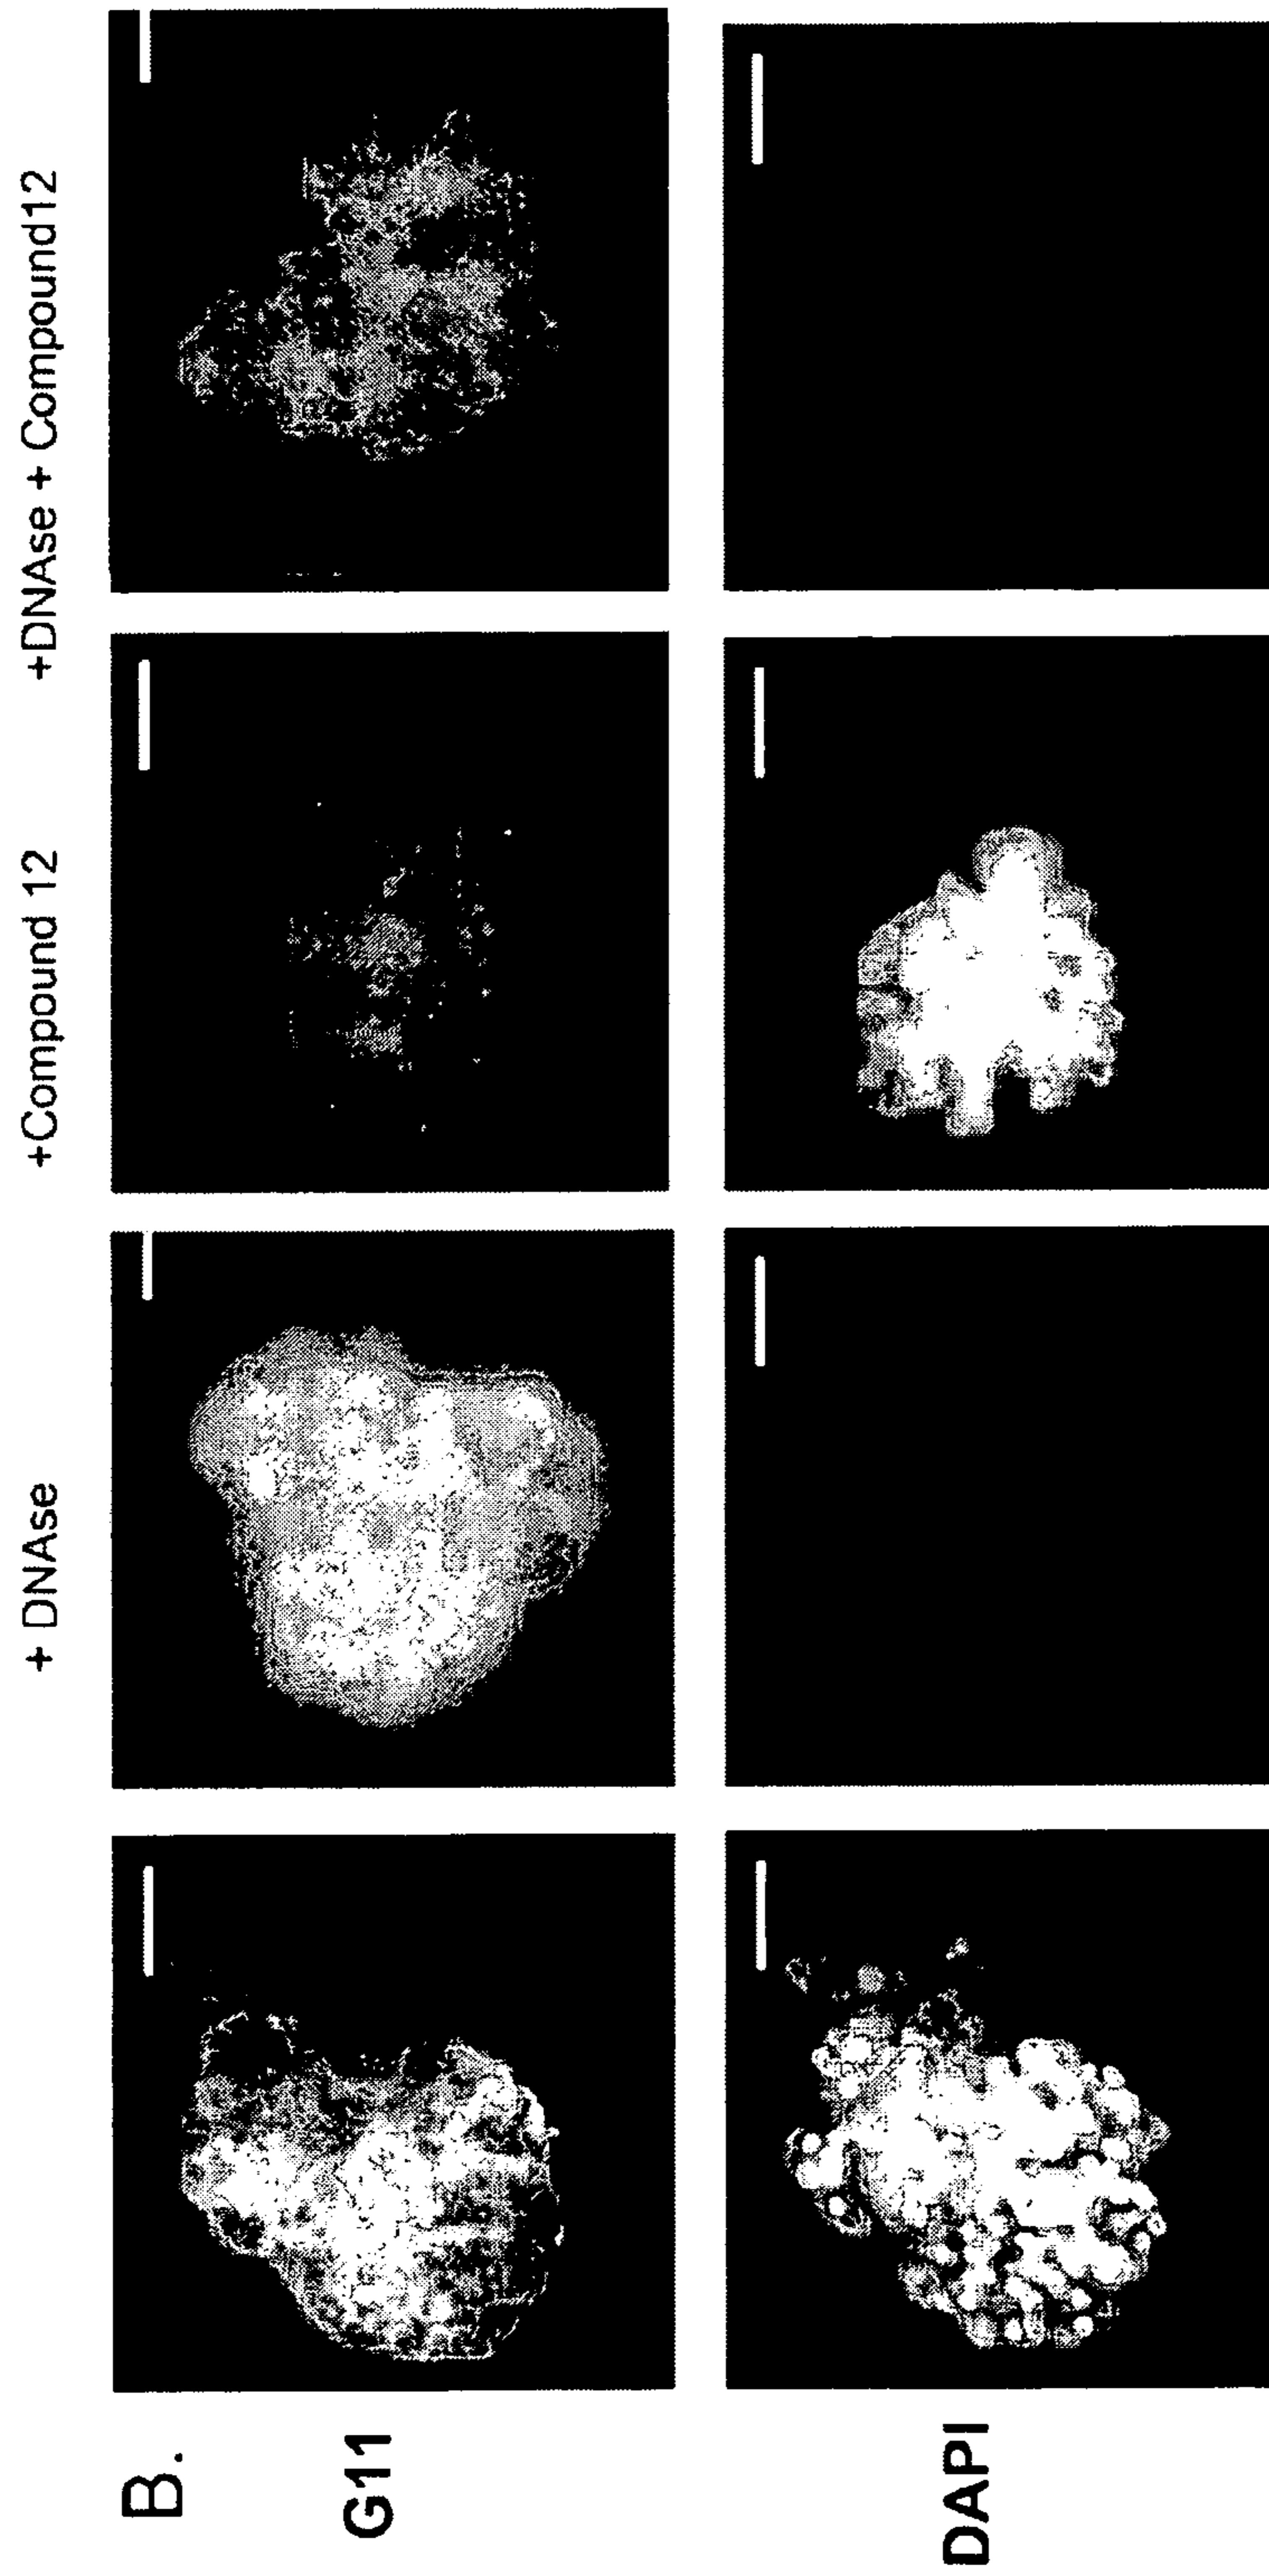 B.
+ DNAse
+Compound 12
+DNAse + Compound12
G11
DAPI